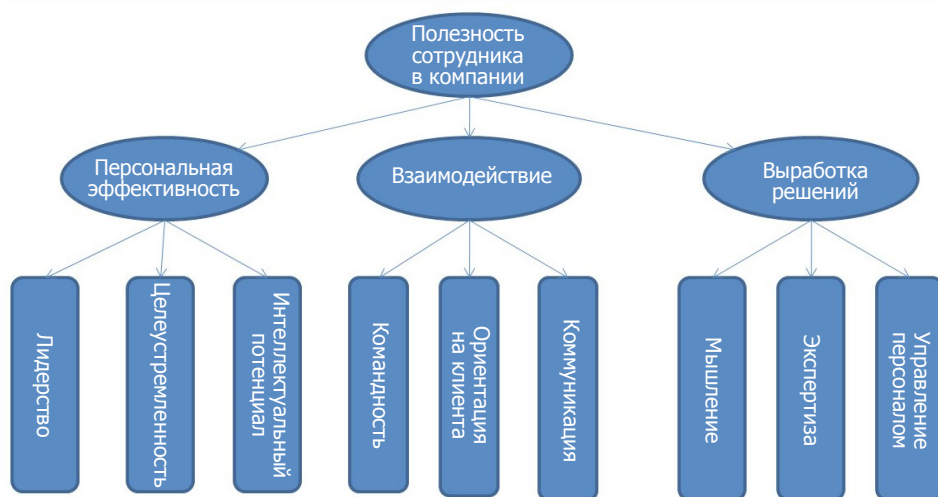 Полезность
сотрудника
в компании
Персональная
эффективность
Взаимодействие
Выработка
решений
Лидерство
Целеустремленность
Интеллектуальный
потенциал
Командность
Ориентация
на клиента
Коммуникация
Мышление
Экспертиза
Управление
персоналом